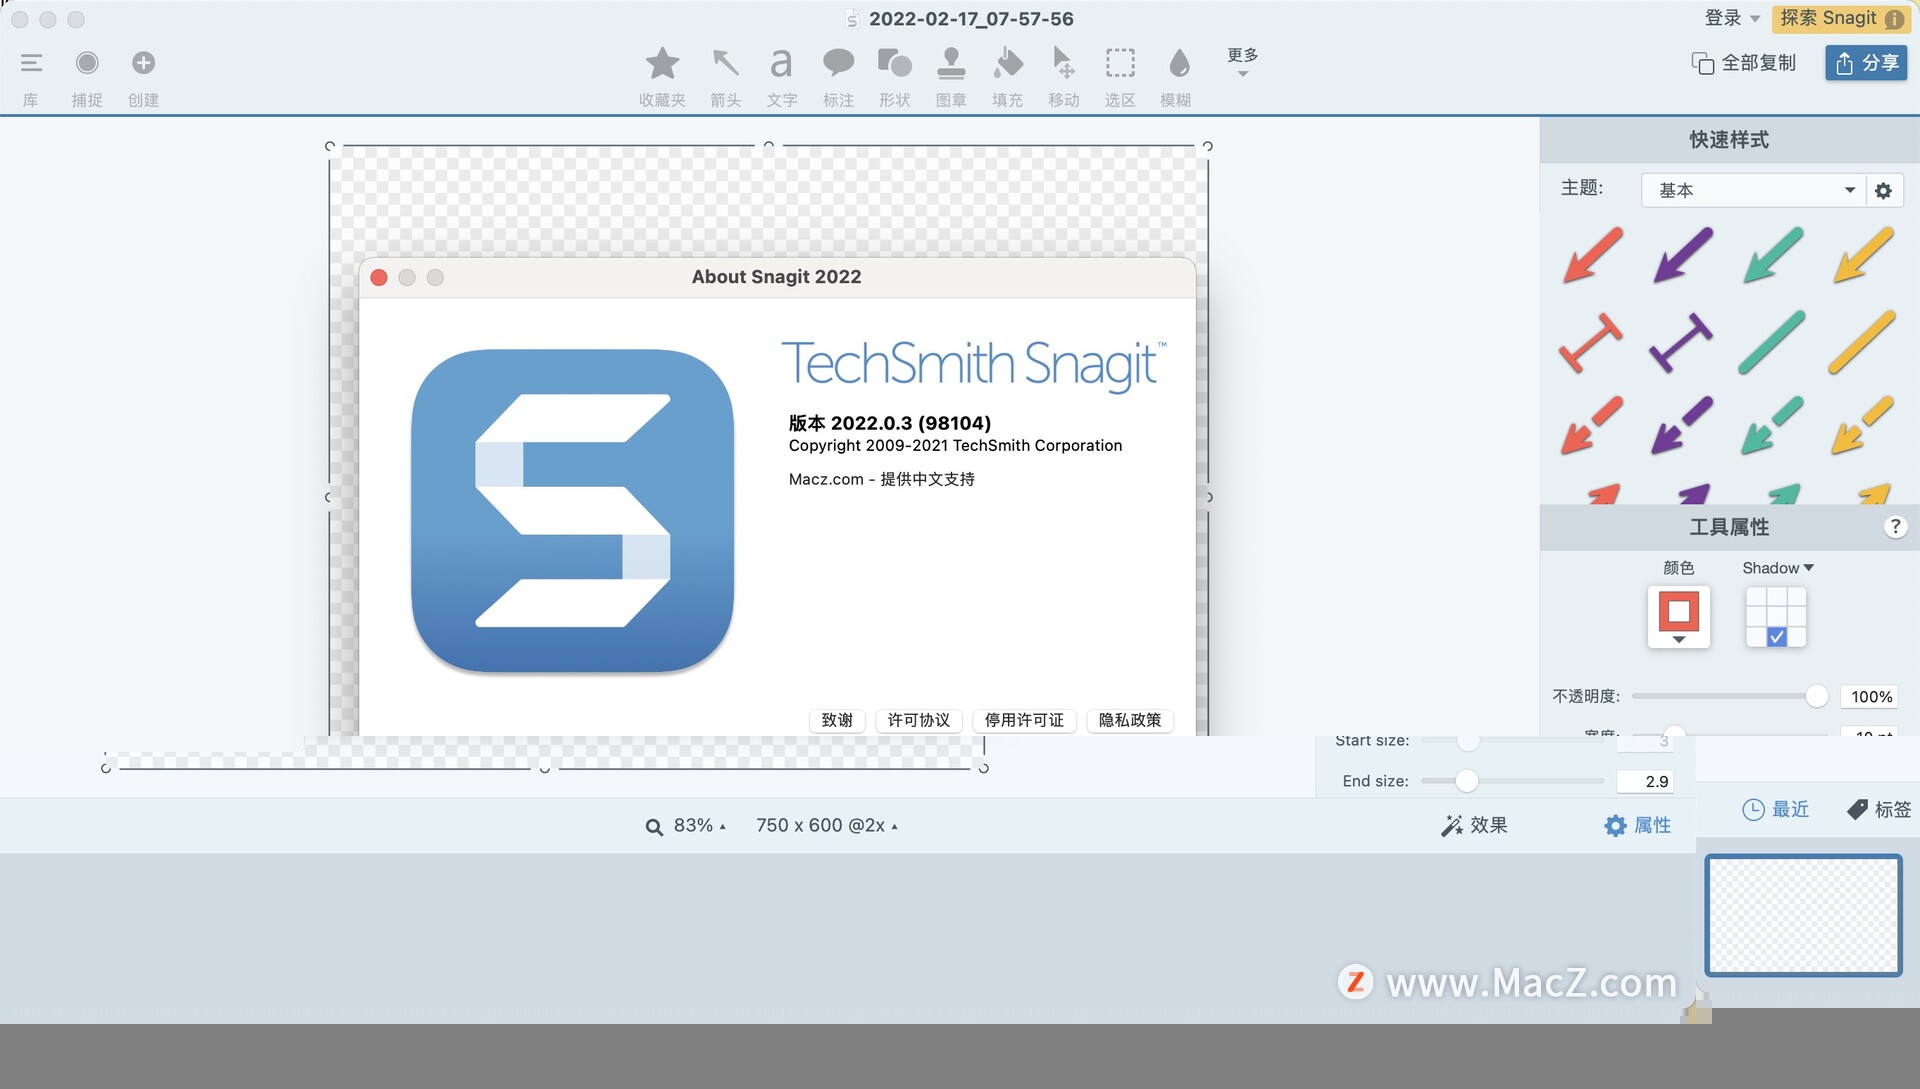 2022-02-17_07-57-56
登录
探索 Snagit
库
捕捉
创建
收藏夹
箭头
a
文字
标注
形状
图章
填充
移动
选区
模糊
更多
全部复制
分享
快速样式
主题:
基本
About Snagit 2022
TechSmith Snagit™
版本 2022.0.3 (98104)
Copyright 2009-2021 TechSmith Corporation
Macz.com - 提供中文支持
致谢
许可协议
停用许可证
隐私政策
工具属性
?
颜色
Shadow
不透明度:
100%
Start size:
3
End size:
2.9
83%
750 x 600 @2x
效果
属性
最近
标签
Z www.MacZ.com